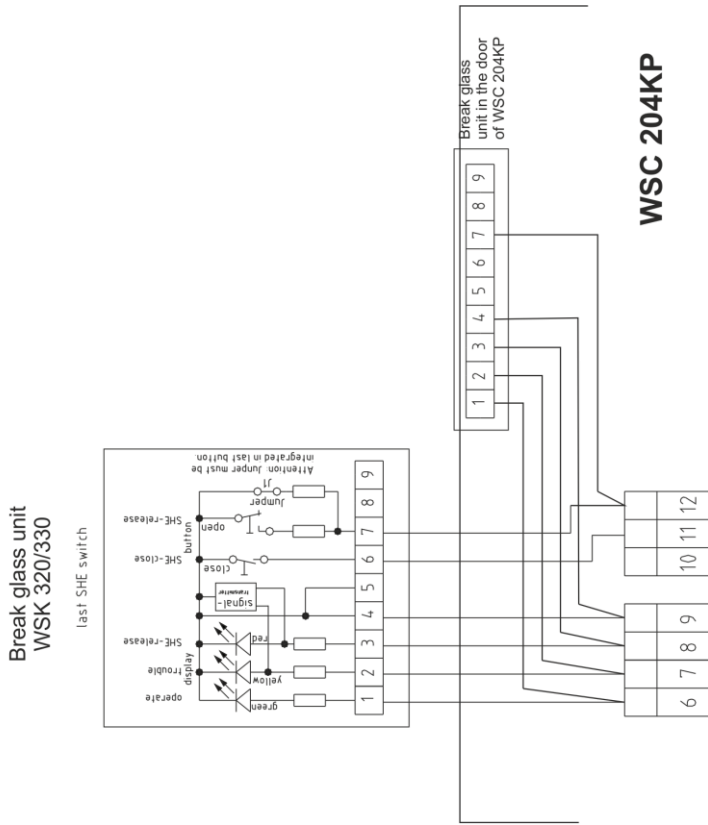 Break glass unit
WSK 320/330
last SHE switch
Attention: Jumper must be
integrated in last button.
J1
Jumper
SHE-release
open
button
SHE-close
close
signal-
transmitter
SHE-release
red
trouble
display
yellow
operate
green
1 2 3 4 5 6 7 8 9
Break glass
unit in the door
of WSC 204KP
1 2 3 4 5 6 7 8 9
WSC 204KP
6 7 8 9
10 11 12